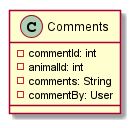 C Comments
commentId: int
animalId: int
comments: String
commentBy: User